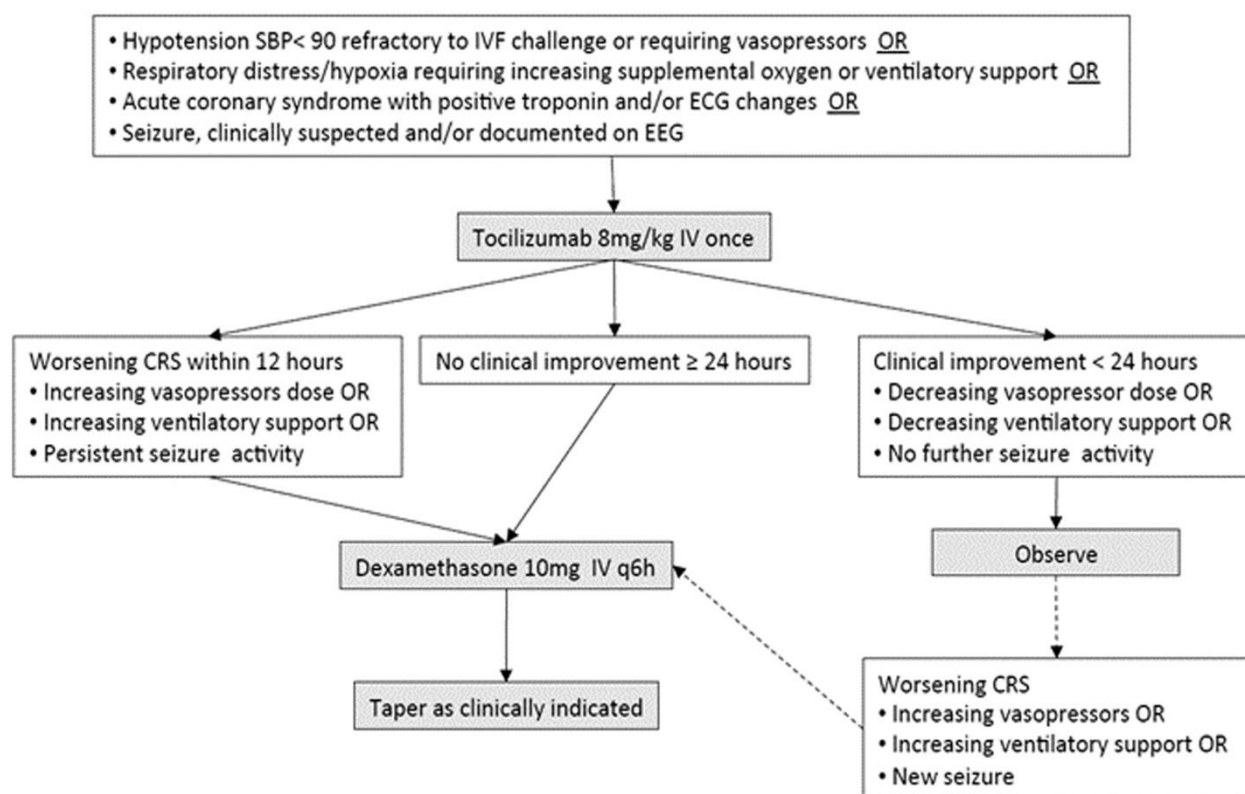 • Hypotension SBP< 90 refractory to IVF challenge or requiring vasopressors OR
• Respiratory distress/hypoxia requiring increasing supplemental oxygen or ventilatory support OR
• Acute coronary syndrome with positive troponin and/or ECG changes OR
• Seizure, clinically suspected and/or documented on EEG
Tocilizumab 8mg/kg IV once
Worsening CRS within 12 hours
• Increasing vasopressors dose OR
• Increasing ventilatory support OR
• Persistent seizure activity
No clinical improvement ≥ 24 hours
Clinical improvement < 24 hours
• Decreasing vasopressor dose OR
• Decreasing ventilatory support OR
• No further seizure activity
Dexamethasone 10mg IV q6h
Observe
Taper as clinically indicated
Worsening CRS
• Increasing vasopressors OR
• Increasing ventilatory support OR
• New seizure